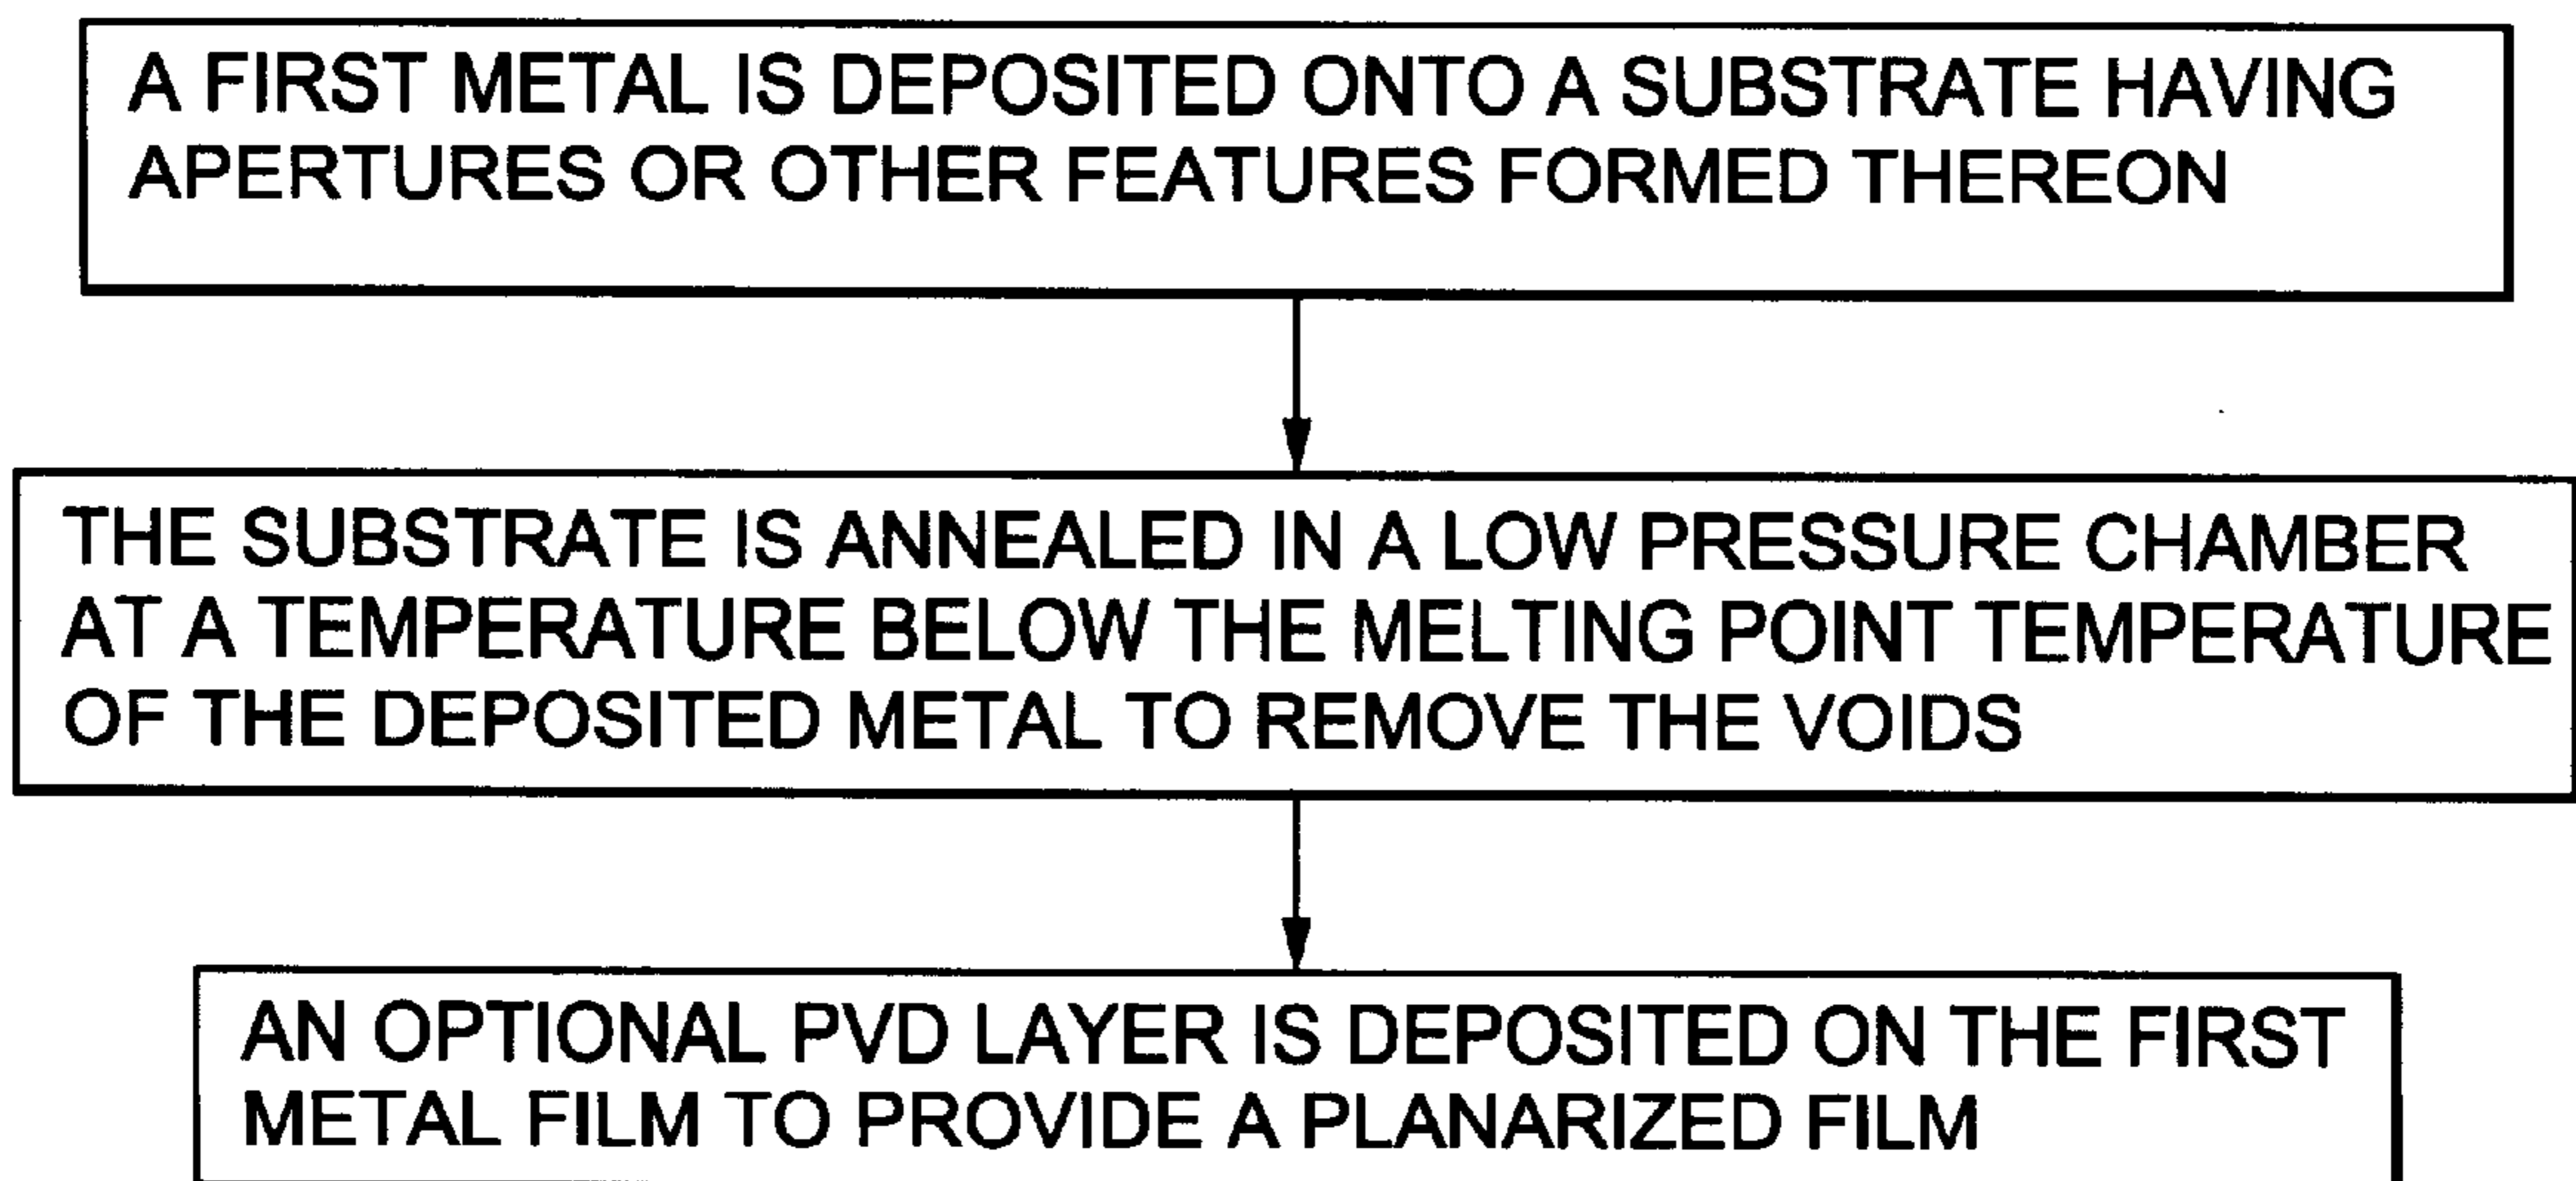 A FIRST METAL IS DEPOSITED ONTO A SUBSTRATE HAVING
APERTURES OR OTHER FEATURES FORMED THEREON
THE SUBSTRATE IS ANNEALED IN A LOW PRESSURE CHAMBER
AT A TEMPERATURE BELOW THE MELTING POINT TEMPERATURE
OF THE DEPOSITED METAL TO REMOVE THE VOIDS
AN OPTIONAL PVD LAYER IS DEPOSITED ON THE FIRST
METAL FILM TO PROVIDE A PLANARIZED FILM